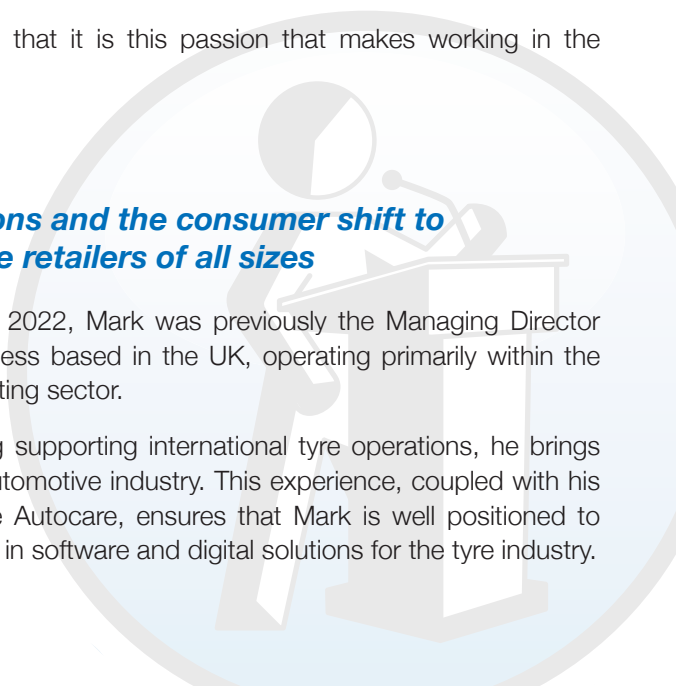 that it is this passion that makes working in the
ons and the consumer shift to
e retailers of all sizes
2022, Mark was previously the Managing Director
ess based in the UK, operating primarily within the
ting sector.
g supporting international tyre operations, he brings
utomotive industry. This experience, coupled with his
e Autocare, ensures that Mark is well positioned to
in software and digital solutions for the tyre industry.